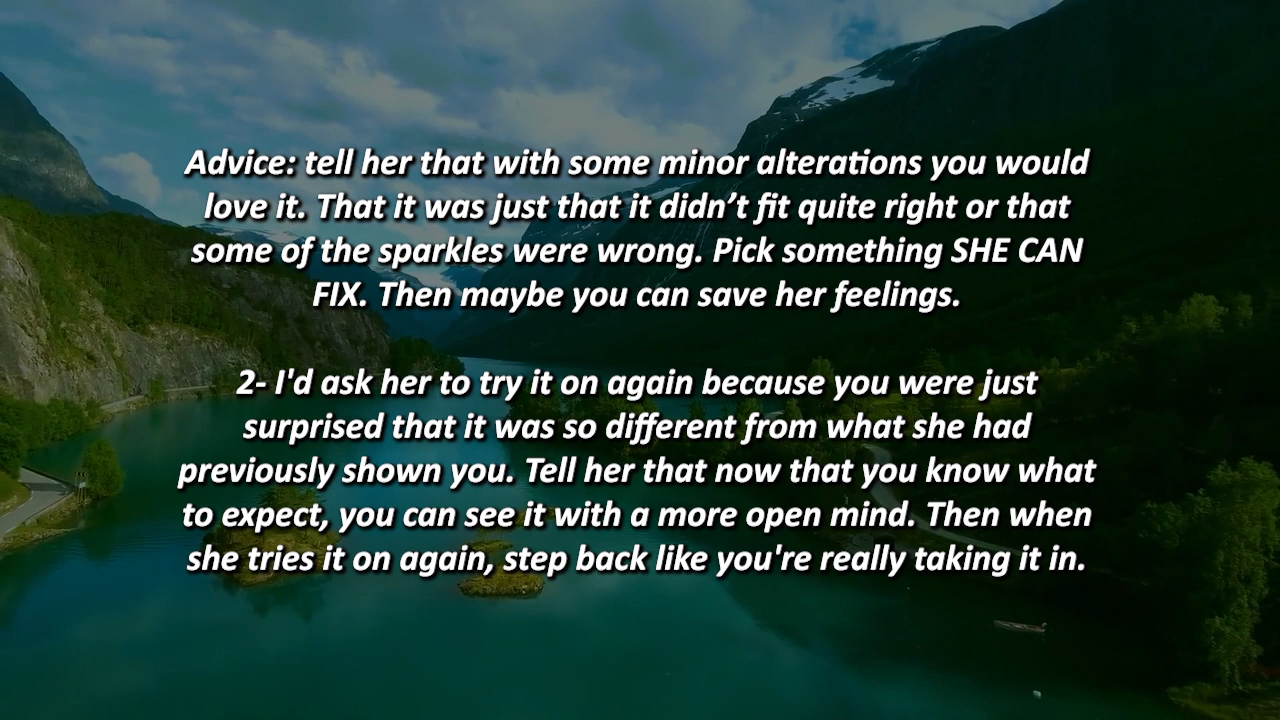 Advice: tell her that with some minor alterations you would
love it. That it was just that it didn’t fit quite right or that
some of the sparkles were wrong. Pick something SHE CAN
FIX. Then maybe you can save her feelings.
2- I'd ask her to try it on again because you were just
surprised that it was so different from what she had
previously shown you. Tell her that now that you know what
to expect, you can see it with a more open mind. Then when
she tries it on again, step back like you're really taking it in.